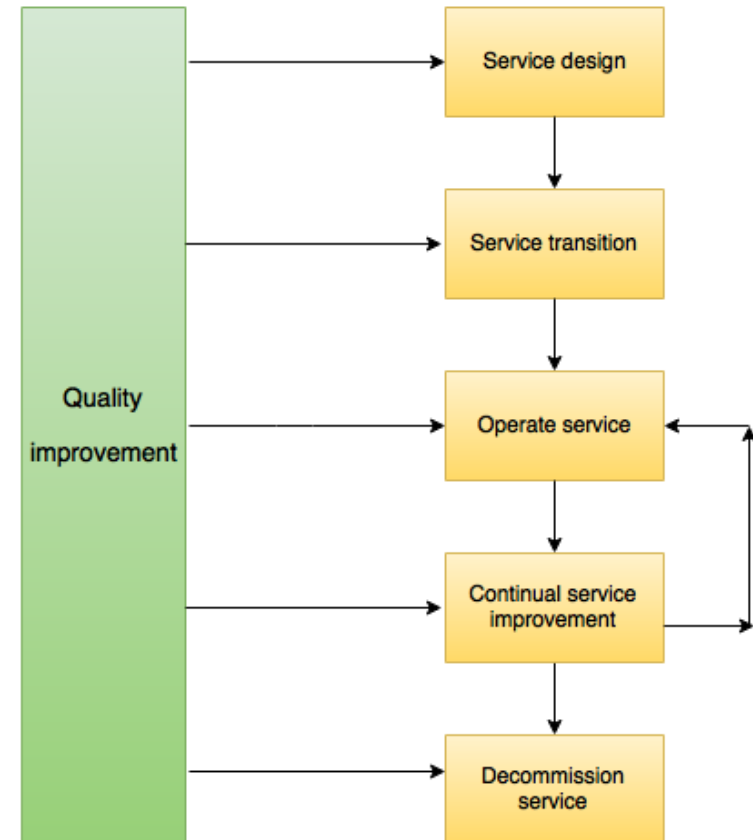 Service design
Service transition
Quality
improvement
Operate service
Continual service
improvement
Decommission
service